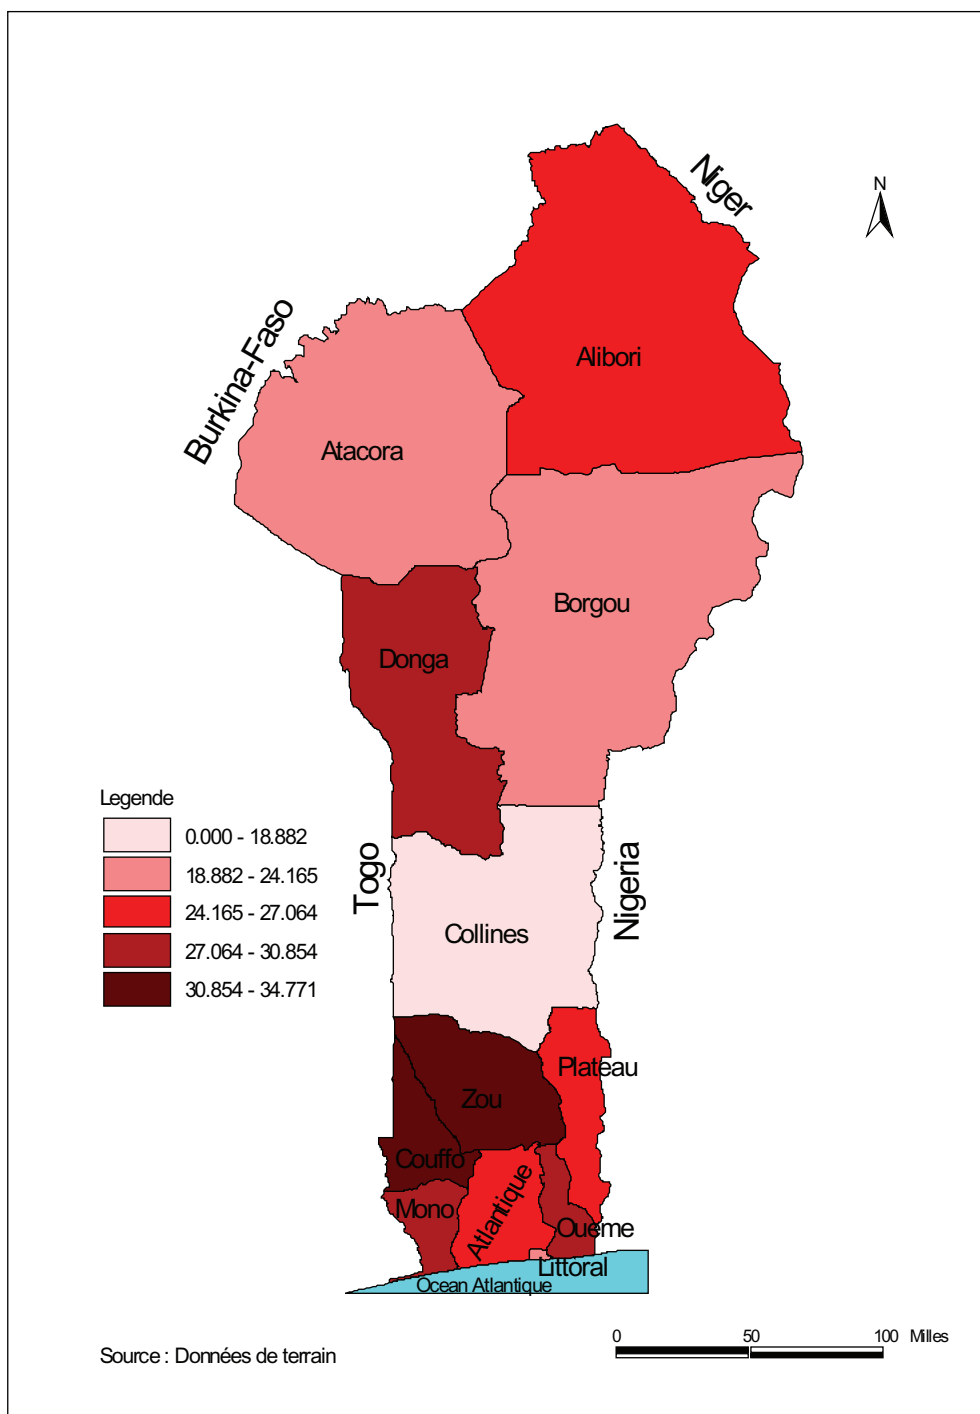 Niger
N
Burkina-Faso
Alibori
Atacora
Borgou
Donga
Legende
0.000 - 18.882
18.882 - 24.165
24.165 - 27.064
27.064 - 30.854
30.854 - 34.771
Togo
Nigeria
Collines
Plateau
Zou
Couffo
Atlantique
Mono
Oueme
Littoral
Ocean Atlantique
0 50 100 Milles
Source : Données de terrain